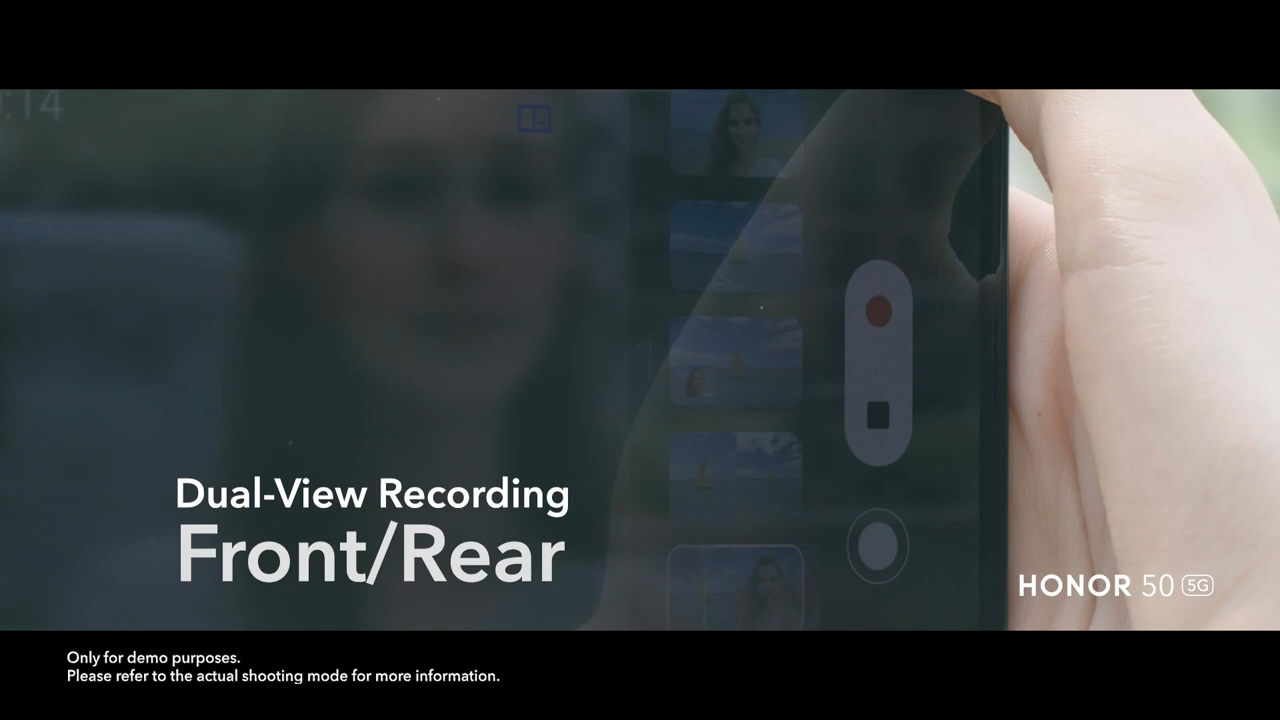 :14
Dual-View Recording
Front/Rear
HONOR 50 5G
Only for demo purposes.
Please refer to the actual shooting mode for more information.